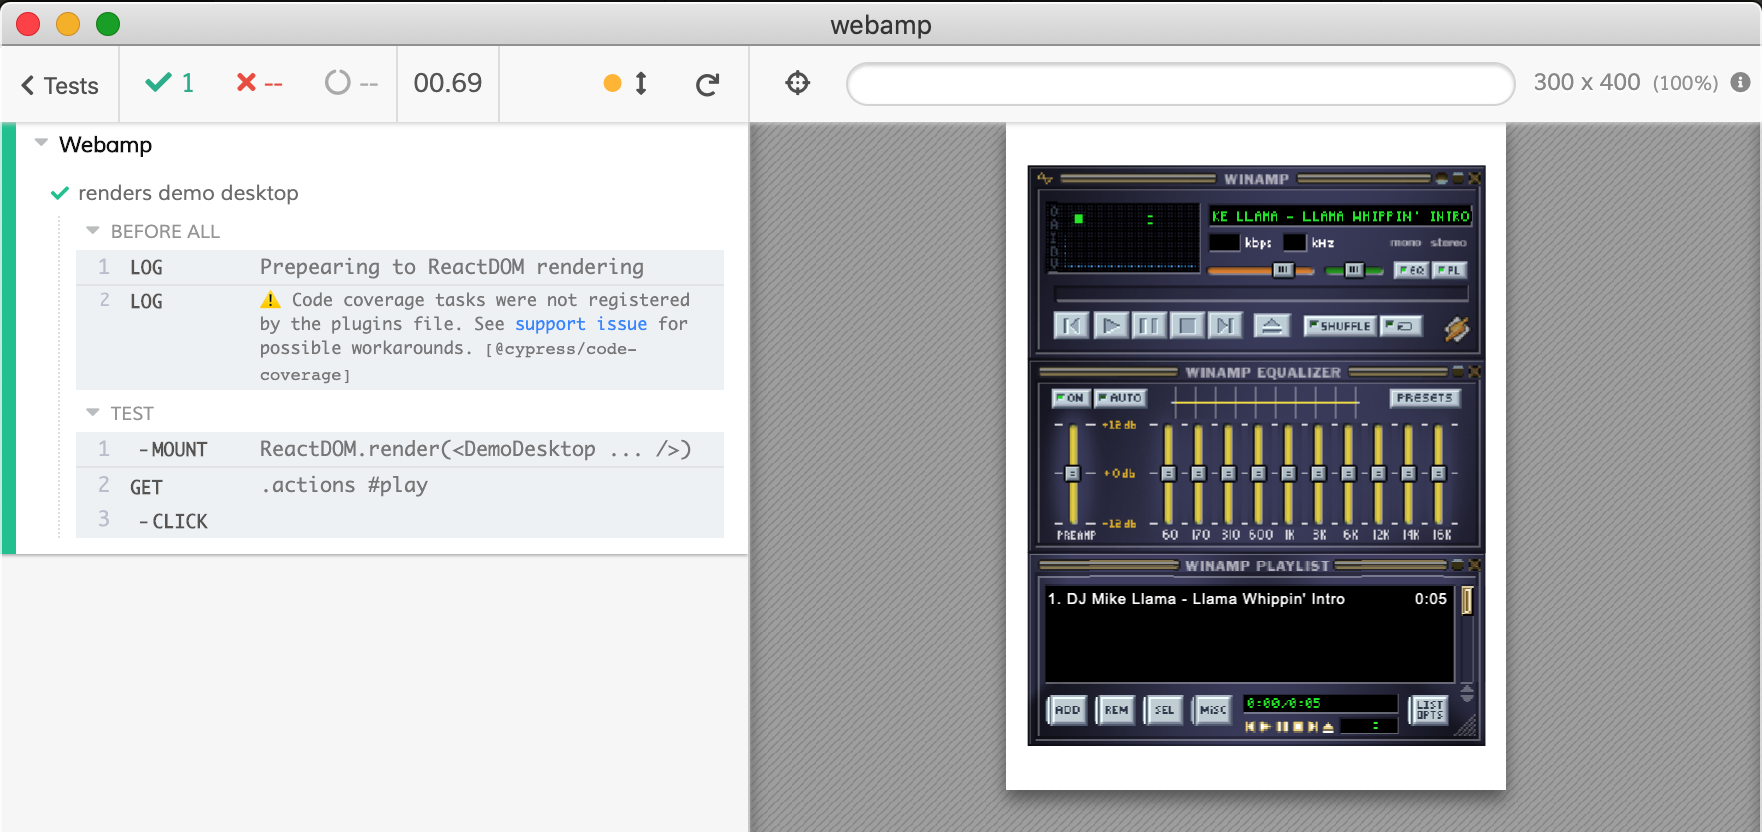 webamp
Tests
1
--
--
00.69
300 x 400 (100%)
Webamp
renders demo desktop
BEFORE ALL
1 LOG Prepearing to ReactDOM rendering
2 LOG ⚠ Code coverage tasks were not registered
by the plugins file. See support issue for
possible workarounds. [@cypress/code-
coverage]
TEST
1 -MOUNT ReactDOM.render(<DemoDesktop ... />)
2 GET .actions #play
3 -CLICK
WINAMP
OAIDV
KE LLAMA - LLAMA WHIPPIN' INTRO
kbps kHz mono stereo
EQ PL
SHUFFLE
WINAMP EQUALIZER
ON AUTO PRESETS
+12 db
+0 db
-12 db
PREAMP 60 170 310 600 1K 3K 6K 12K 14K 16K
WINAMP PLAYLIST
1. DJ Mike Llama - Llama Whippin' Intro 0:05
ADD REM SEL MISC 0:00/0:05 LIST
OPTS